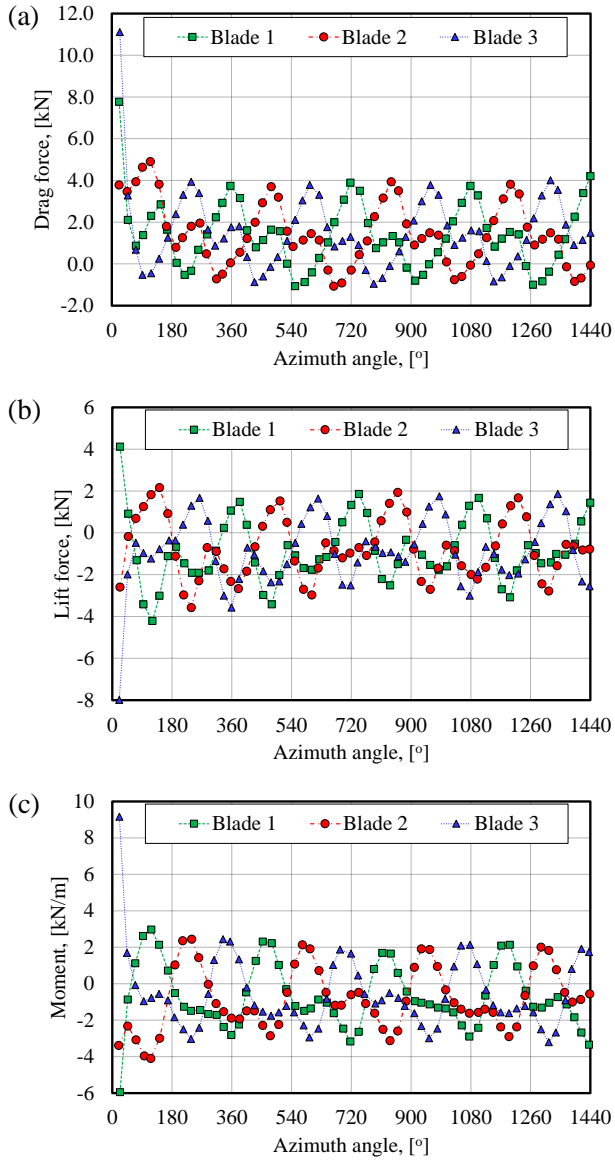 (a)
12.0
10.0
8.0
6.0
4.0
2.0
0.0
-2.0
Drag force, [kN]
Blade 1 Blade 2 Blade 3
0 180 360 540 720 900 1080 1260 1440
Azimuth angle, [o]
(b)
6
4
2
0
-2
-4
-6
-8
Lift force, [kN]
Blade 1 Blade 2 Blade 3
0 180 360 540 720 900 1080 1260 1440
Azimuth angle, [o]
(c)
10
8
6
4
2
0
-2
-4
-6
Moment, [kN/m]
Blade 1 Blade 2 Blade 3
0 180 360 540 720 900 1080 1260 1440
Azimuth angle, [o]